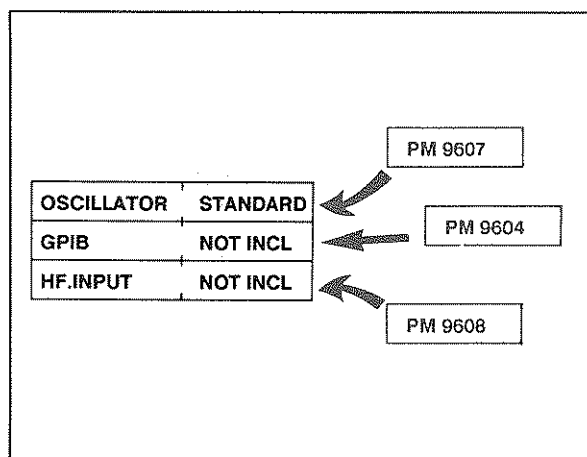 PM 9607
OSCILLATOR STANDARD
PM 9604
GPIB NOT INCL
HF.INPUT NOT INCL
PM 9608